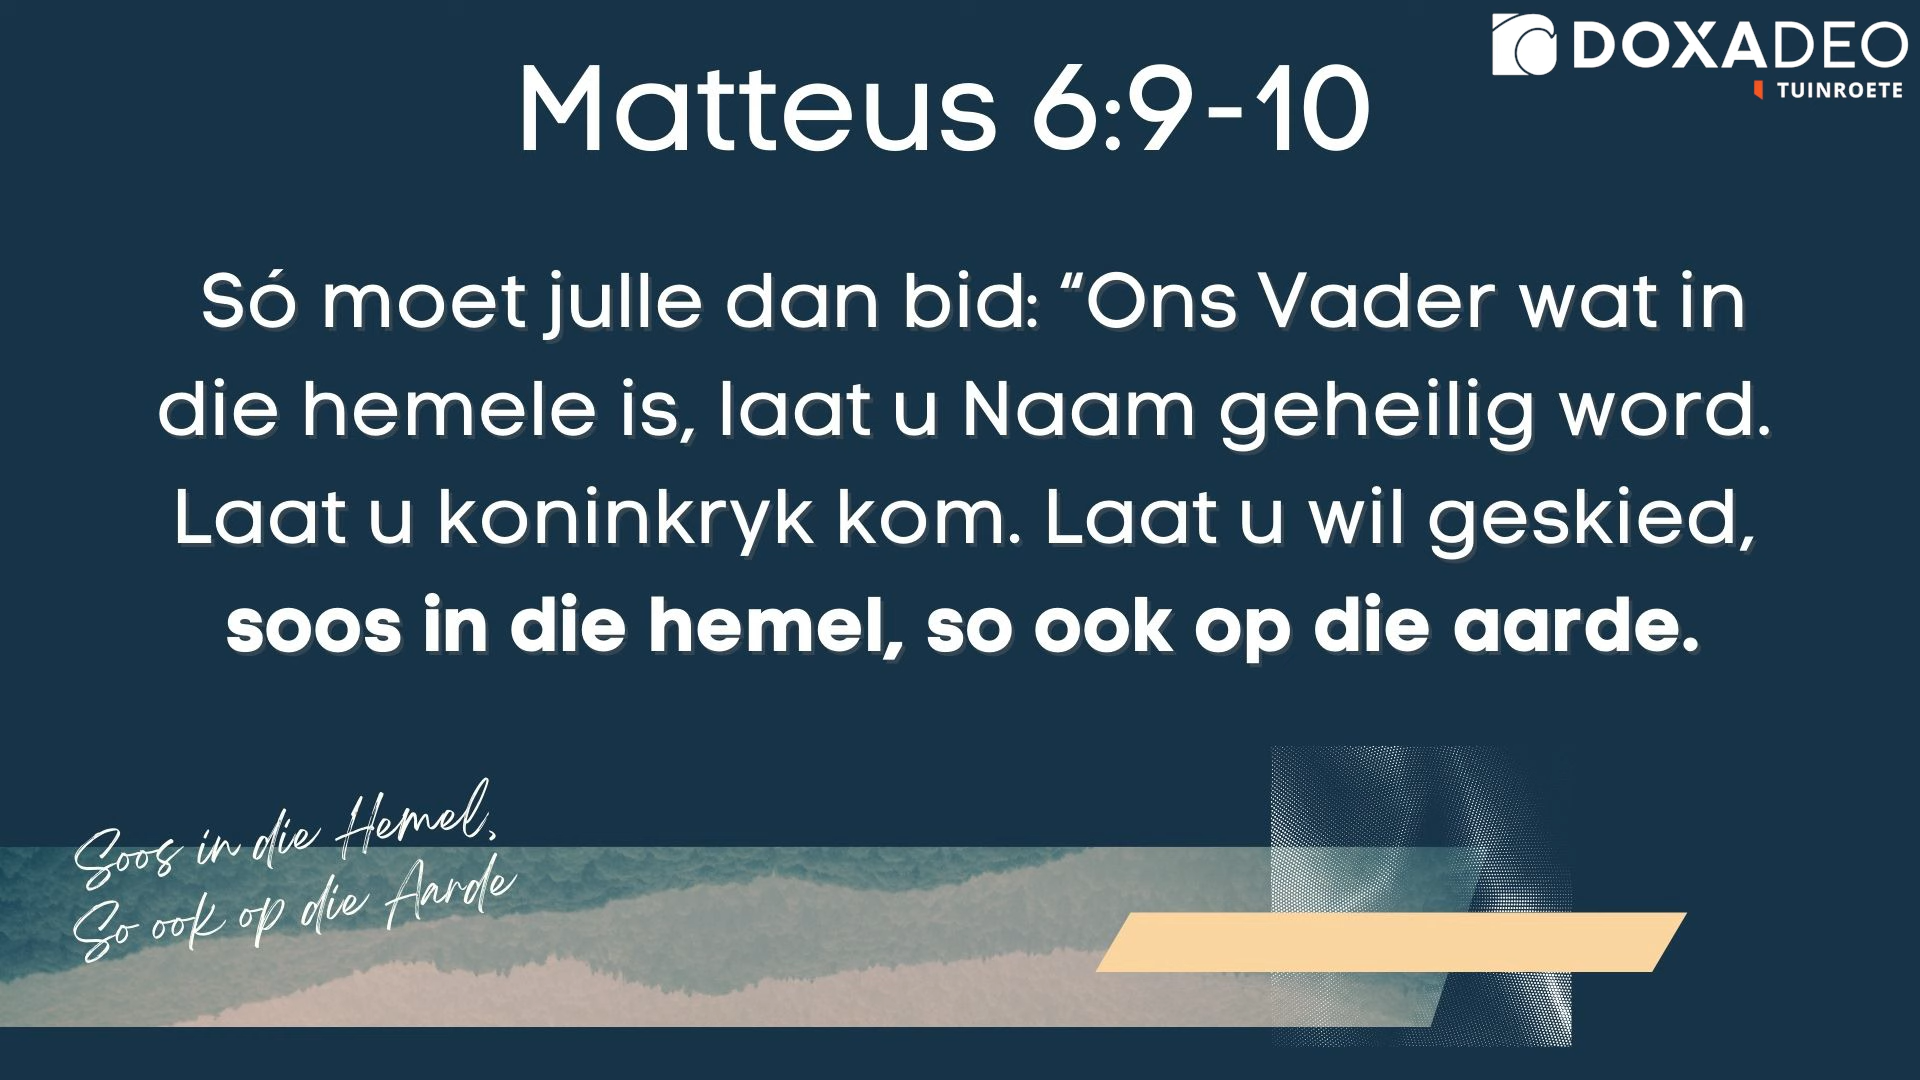 DOXADEO
TUINROETE
Matteus 6:9-10
Só moet julle dan bid: “Ons Vader wat in
die hemele is, laat u Naam geheilig word.
Laat u koninkryk kom. Laat u wil geskied,
soos in die hemel, so ook op die aarde.
Soos in die Hemel,
So ook op die Aarde